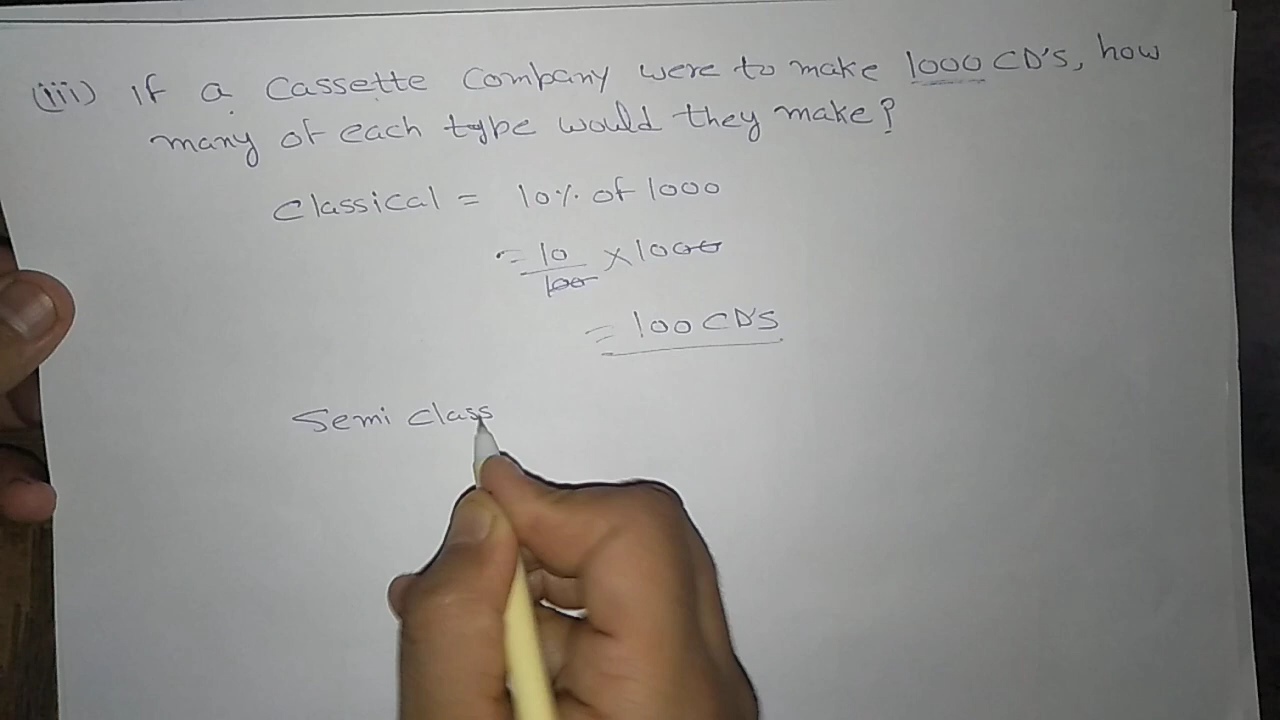 (iii) If a Cassette Company were to make 1000 CD's, how
many of each type would they make?
Classical = 10% of 1000
= 10/100 × 1000
= 100 CD's
Semi Class